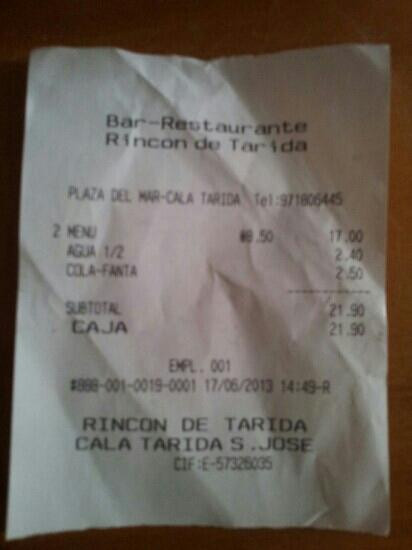 Bar-Restaurante
Rincon de Tarida
PLAZA DEL MAR-CALA TARIDA Tel:971806445
2 MENU @8.50 17.00
AGUA 1/2 2.40
COLA-FANTA 2.50
SUBTOTAL 21.90
CAJA 21.90
EMPL. 001
#888-001-0019-0001 17/06/2013 14:49-R
RINCON DE TARIDA
CALA TARIDA S.JOSE
CIF:E-57326035